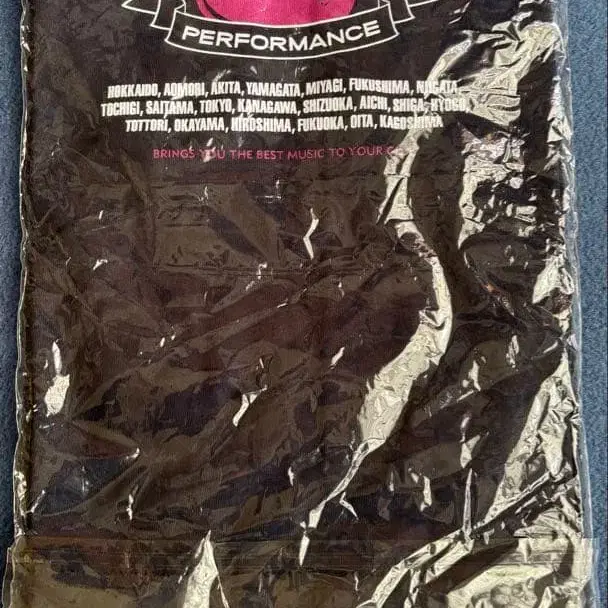 PERFORMANCE
HOKKAIDO, AOMORI, AKITA, YAMAGATA, MIYAGI, FUKUSHIMA, NIIGATA,
TOCHIGI, SAITAMA, TOKYO, KANAGAWA, SHIZUOKA, AICHI, SHIGA, HYOGO,
TOTTORI, OKAYAMA, HIROSHIMA, FUKUOKA, OITA, KAGOSHIMA
BRINGS YOU THE BEST MUSIC TO YOUR